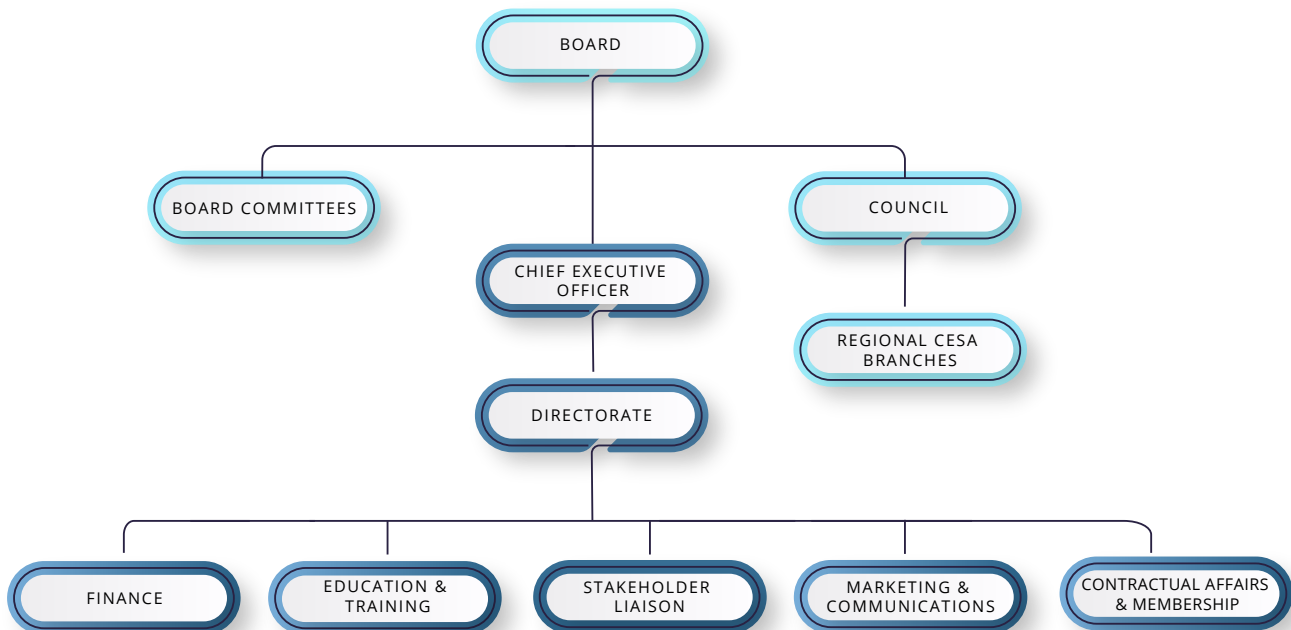 BOARD
BOARD COMMITTEES
COUNCIL
CHIEF EXECUTIVE
OFFICER
REGIONAL CESA
BRANCHES
DIRECTORATE
FINANCE
EDUCATION &
TRAINING
STAKEHOLDER
LIAISON
MARKETING &
COMMUNICATIONS
CONTRACTUAL AFFAIRS
& MEMBERSHIP